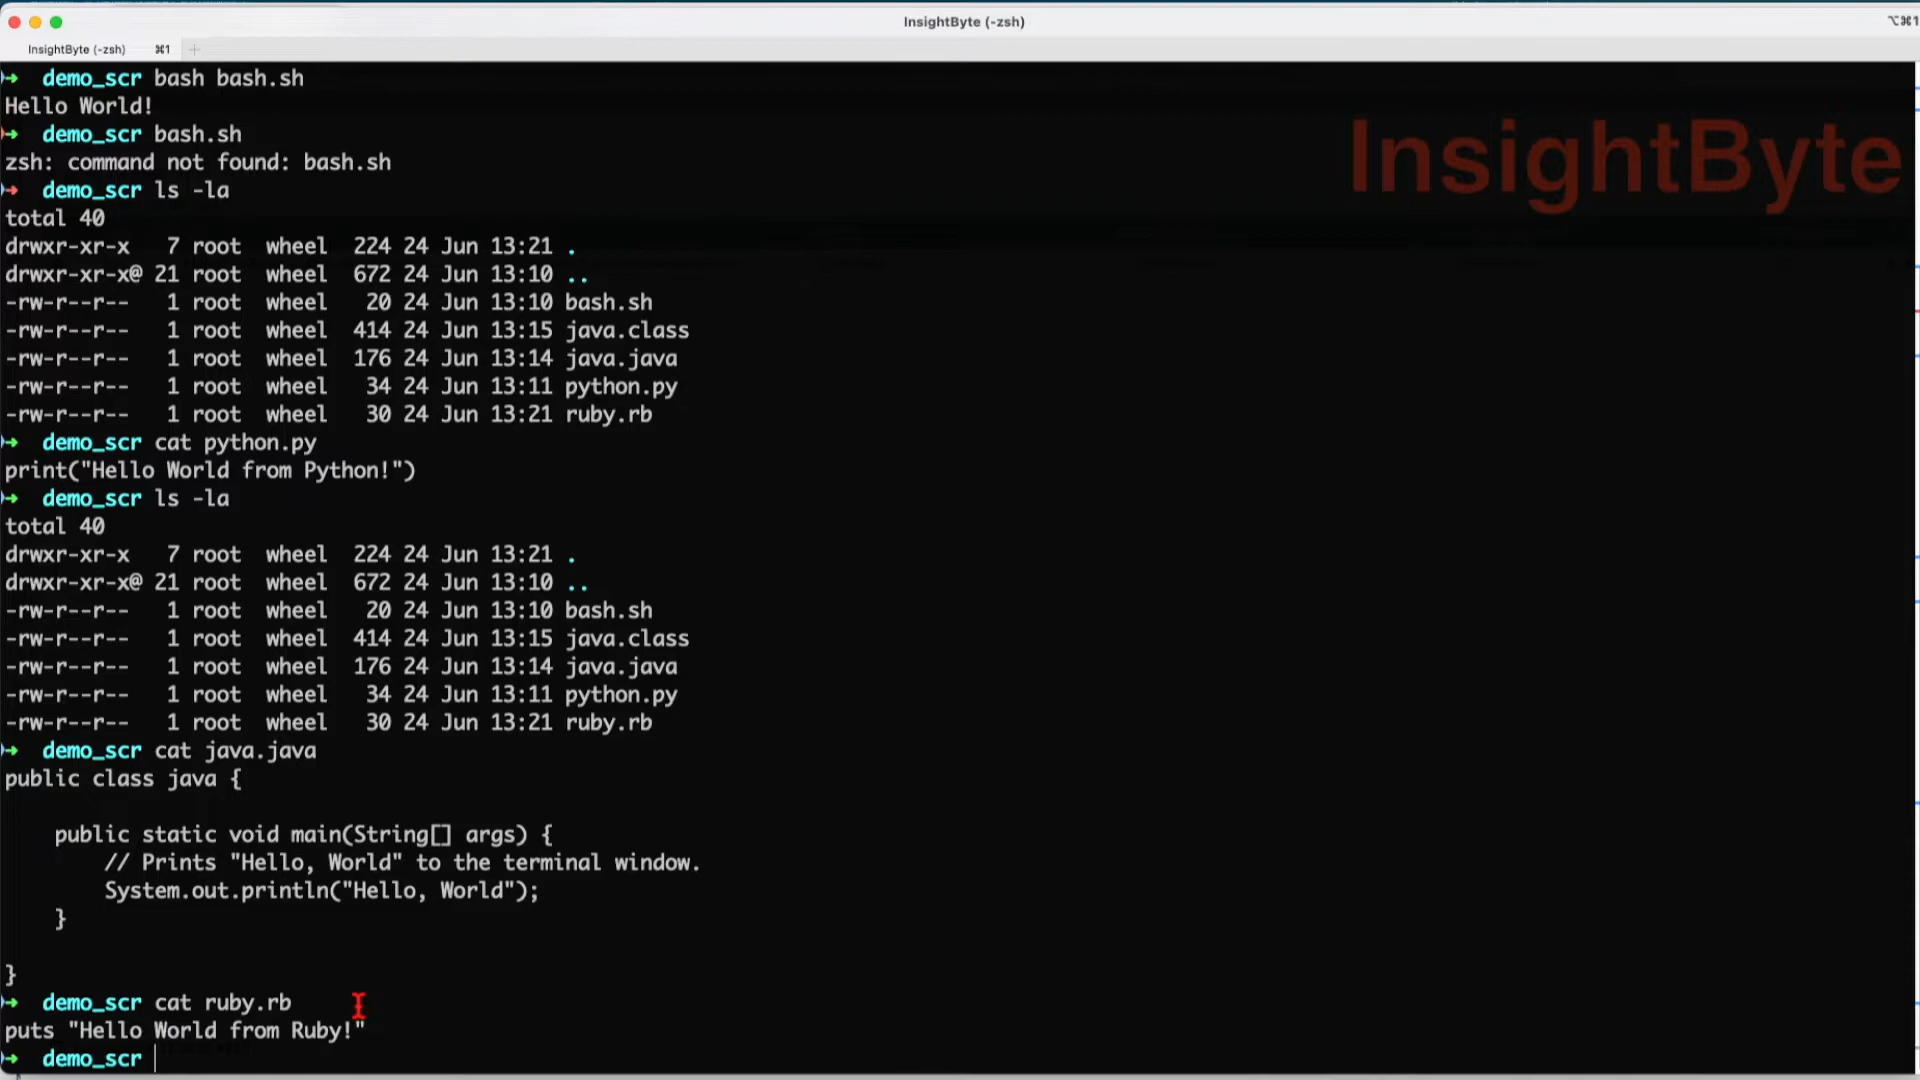 InsightByte (-zsh)
⌥⌘1
InsightByte (-zsh) ⌘1 +
InsightByte
→ demo_scr bash bash.sh
Hello World!
→ demo_scr bash.sh
zsh: command not found: bash.sh
→ demo_scr ls -la
total 40
drwxr-xr-x 7 root wheel 224 24 Jun 13:21 .
drwxr-xr-x@ 21 root wheel 672 24 Jun 13:10 ..
-rw-r--r-- 1 root wheel 20 24 Jun 13:10 bash.sh
-rw-r--r-- 1 root wheel 414 24 Jun 13:15 java.class
-rw-r--r-- 1 root wheel 176 24 Jun 13:14 java.java
-rw-r--r-- 1 root wheel 34 24 Jun 13:11 python.py
-rw-r--r-- 1 root wheel 30 24 Jun 13:21 ruby.rb
→ demo_scr cat python.py
print("Hello World from Python!")
→ demo_scr ls -la
total 40
drwxr-xr-x 7 root wheel 224 24 Jun 13:21 .
drwxr-xr-x@ 21 root wheel 672 24 Jun 13:10 ..
-rw-r--r-- 1 root wheel 20 24 Jun 13:10 bash.sh
-rw-r--r-- 1 root wheel 414 24 Jun 13:15 java.class
-rw-r--r-- 1 root wheel 176 24 Jun 13:14 java.java
-rw-r--r-- 1 root wheel 34 24 Jun 13:11 python.py
-rw-r--r-- 1 root wheel 30 24 Jun 13:21 ruby.rb
→ demo_scr cat java.java
public class java {
public static void main(String[] args) {
// Prints "Hello, World" to the terminal window.
System.out.println("Hello, World");
}
}
→ demo_scr cat ruby.rb
puts "Hello World from Ruby!"
→ demo_scr